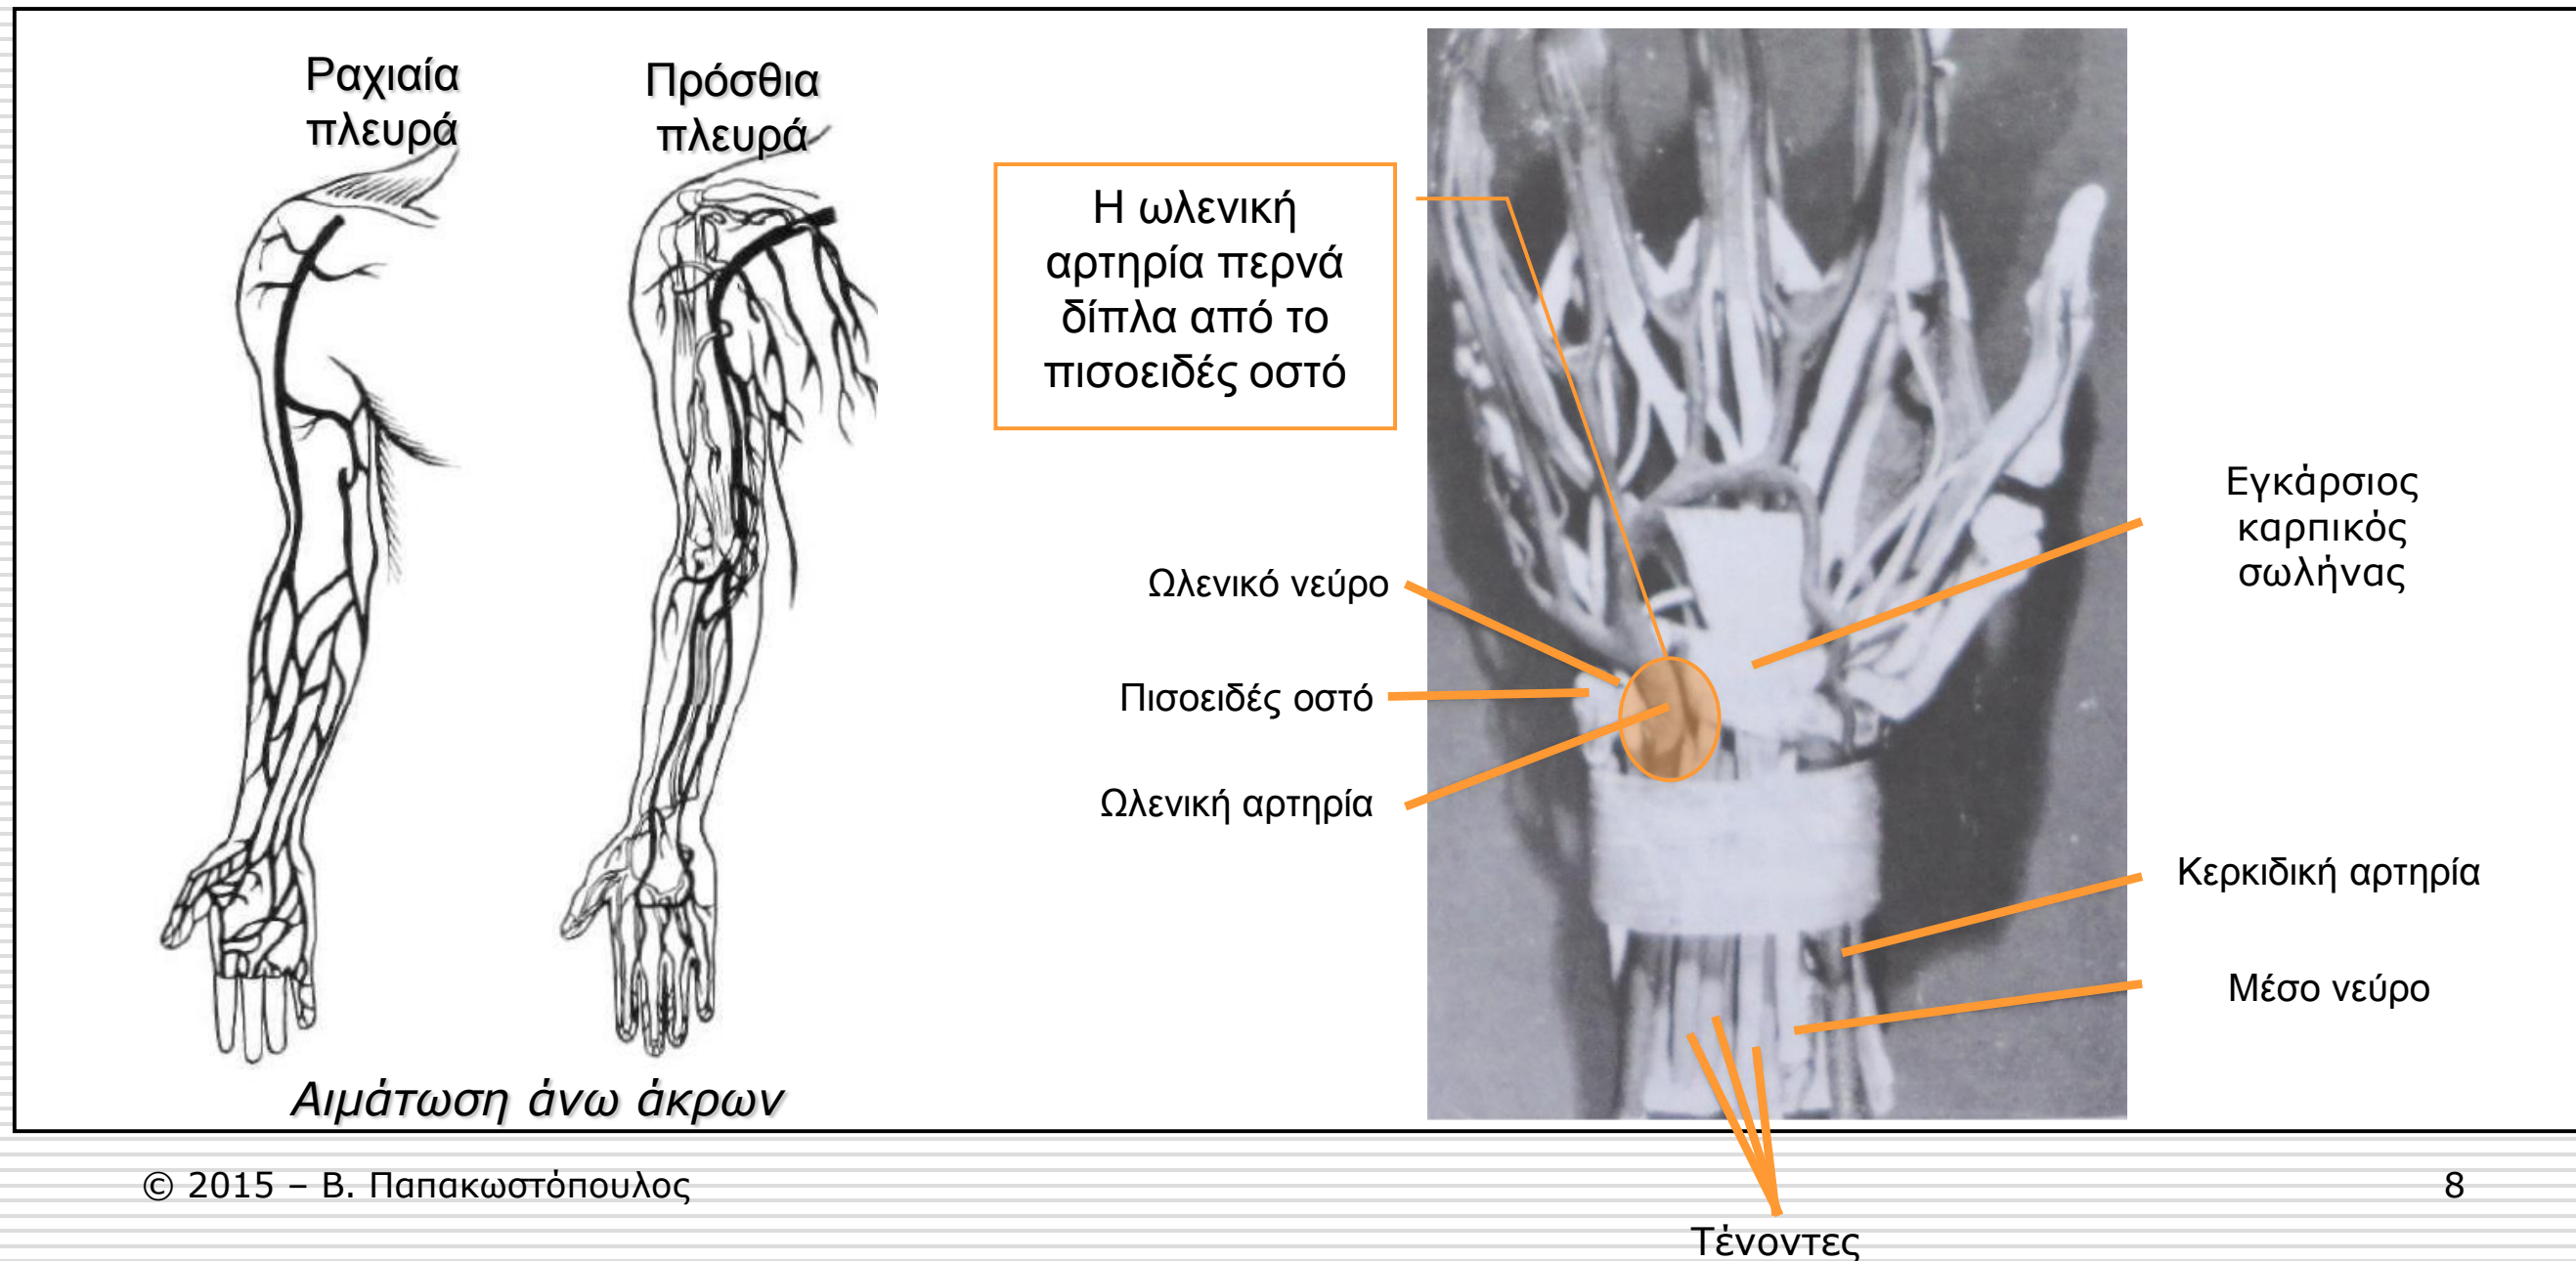 Ραχιαία
πλευρά
Πρόσθια
πλευρά
Αιμάτωση άνω άκρων
Η ωλενική
αρτηρία περνά
δίπλα από το
πισοειδές οστό
Ωλενικό νεύρο
Πισοειδές οστό
Ωλενική αρτηρία
Εγκάρσιος
καρπικός
σωλήνας
Κερκιδική αρτηρία
Μέσο νεύρο
Τένοντες
© 2015 – Β. Παπακωστόπουλος
8